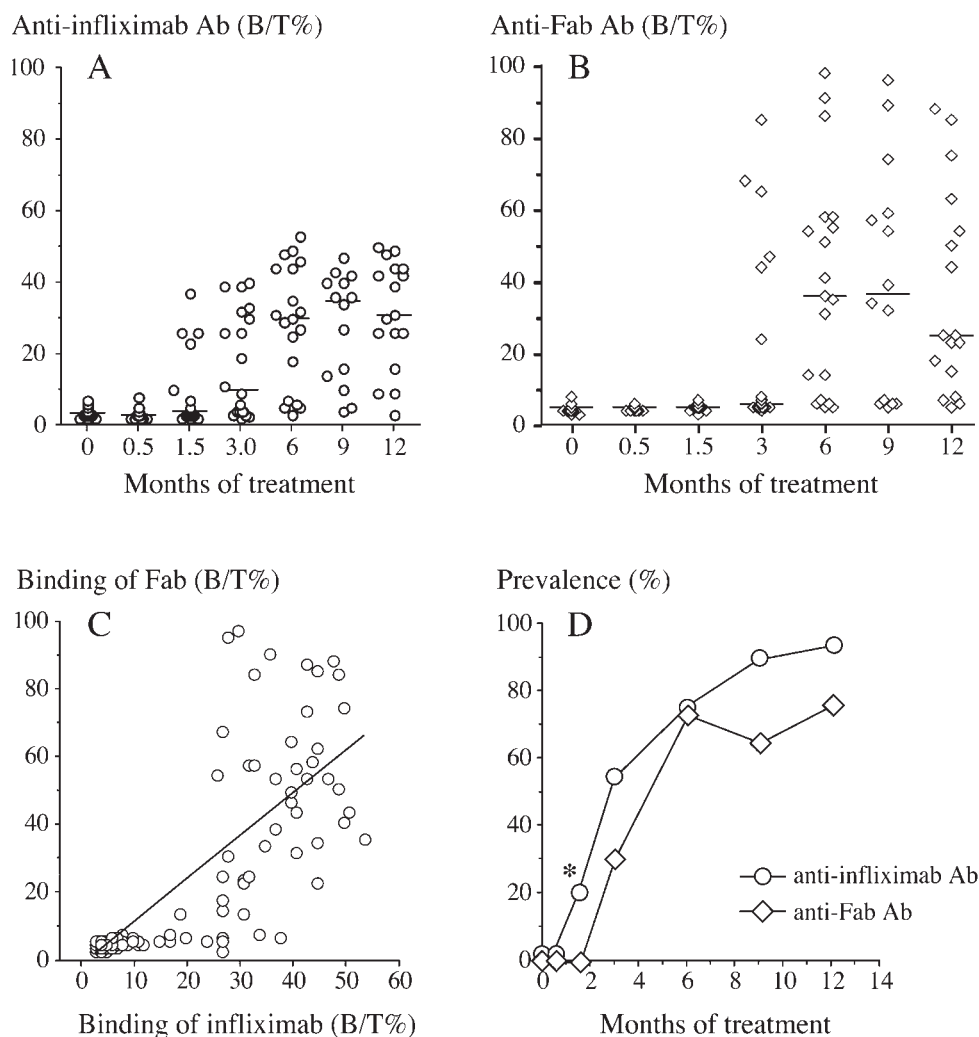 Anti-infliximab Ab (B/T%)
A
100
80
60
40
20
0
0 0.5 1.5 3.0 6 9 12
Months of treatment
Anti-Fab Ab (B/T%)
B
100
80
60
40
20
0
0 0.5 1.5 3 6 9 12
Months of treatment
Binding of Fab (B/T%)
C
100
80
60
40
20
0
0 10 20 30 40 50 60
Binding of infliximab (B/T%)
Prevalence (%)
D
100
80
60
40
20
0
*
anti-infliximab Ab
anti-Fab Ab
0 2 4 6 8 10 12 14
Months of treatment